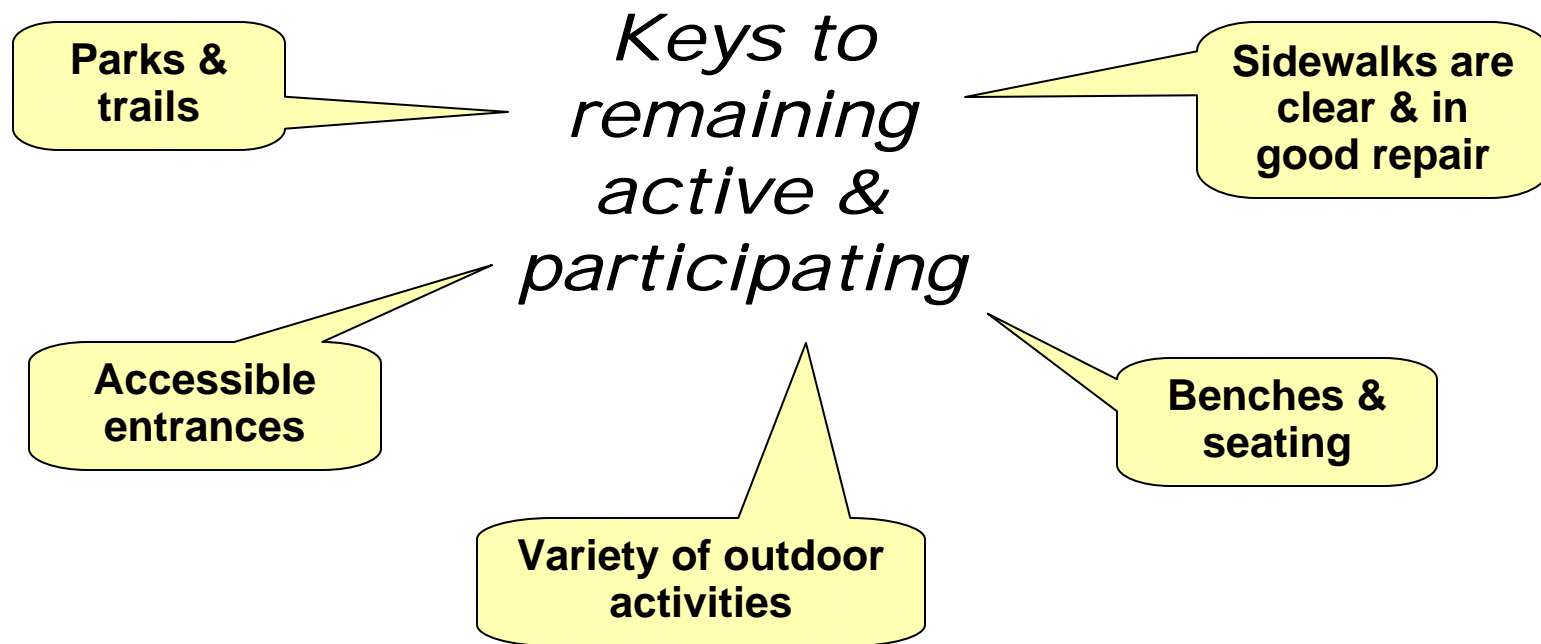 Keys to
remaining
active &
participating
Parks &
trails
Sidewalks are
clear & in
good repair
Accessible
entrances
Benches &
seating
Variety of outdoor
activities